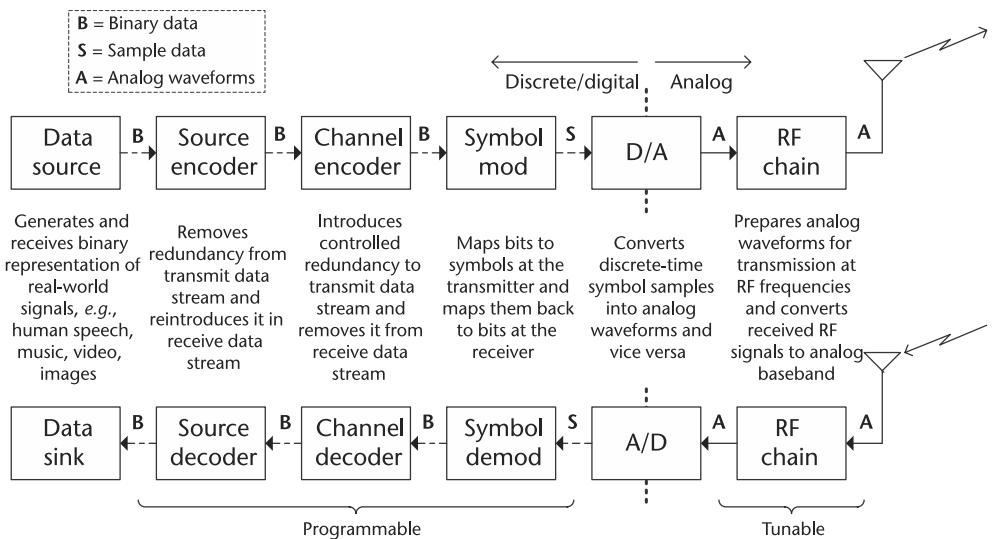 B = Binary data
S = Sample data
A = Analog waveforms
Discrete/digital
Analog
Data
source
B
Source
encoder
B
Channel
encoder
B
Symbol
mod
S
D/A
A
RF
chain
A
Generates and
receives binary
representation of
real-world
signals, e.g.,
human speech,
music, video,
images
Removes
redundancy from
transmit data
stream and
reintroduces it in
receive data
stream
Introduces
controlled
redundancy to
transmit data
stream and
removes it from
receive data
stream
Maps bits to
symbols at the
transmitter and
maps them back
to bits at the
receiver
Converts
discrete-time
symbol samples
into analog
waveforms and
vice versa
Prepares analog
waveforms for
transmission at
RF frequencies
and converts
received RF
signals to analog
baseband
Data
sink
B
Source
decoder
B
Channel
decoder
B
Symbol
demod
S
A/D
A
RF
chain
A
Programmable
Tunable